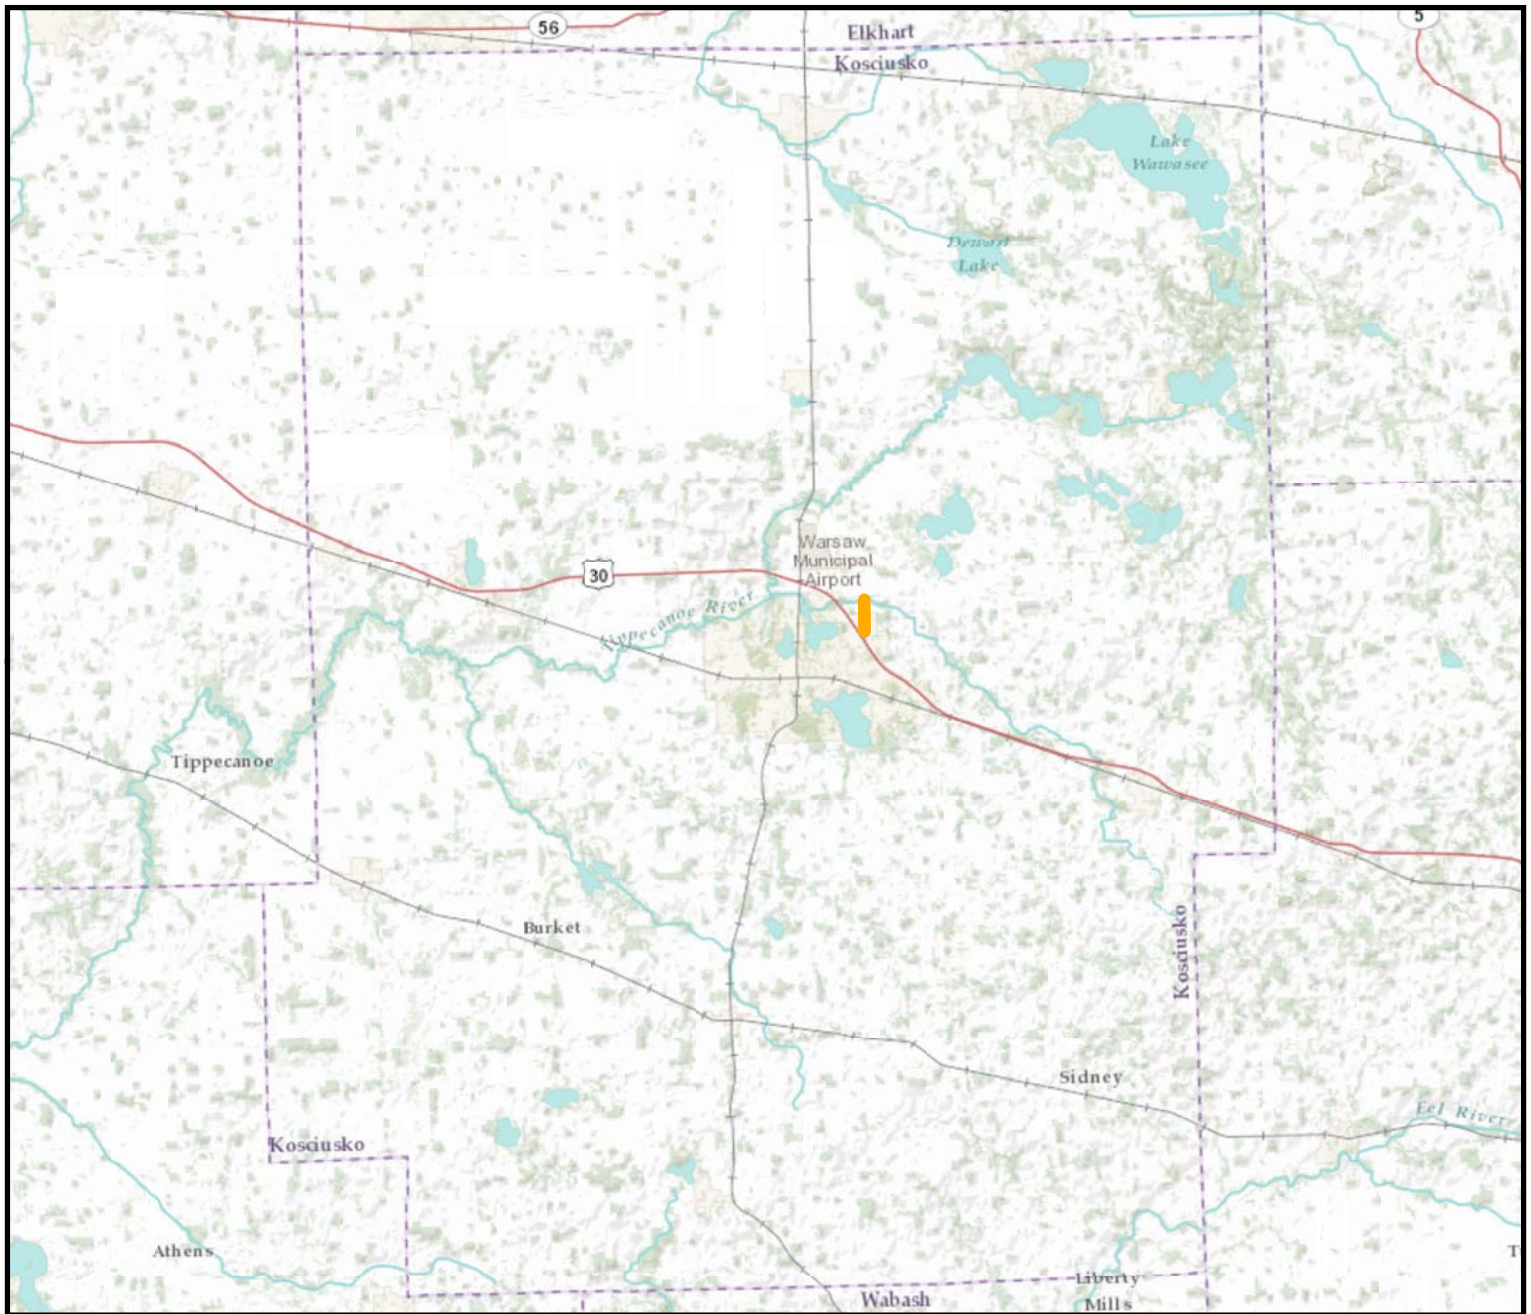 56
5
Elkhart
Kosciusko
Lake
Wawasee
Dewart
Lake
Warsaw
Municipal
Airport
30
Tippecanoe River
Tippecanoe
Burket
Kosciusko
Sidney
Eel River
Kosciusko
Athens
T
Liberty
Mills
Wabash